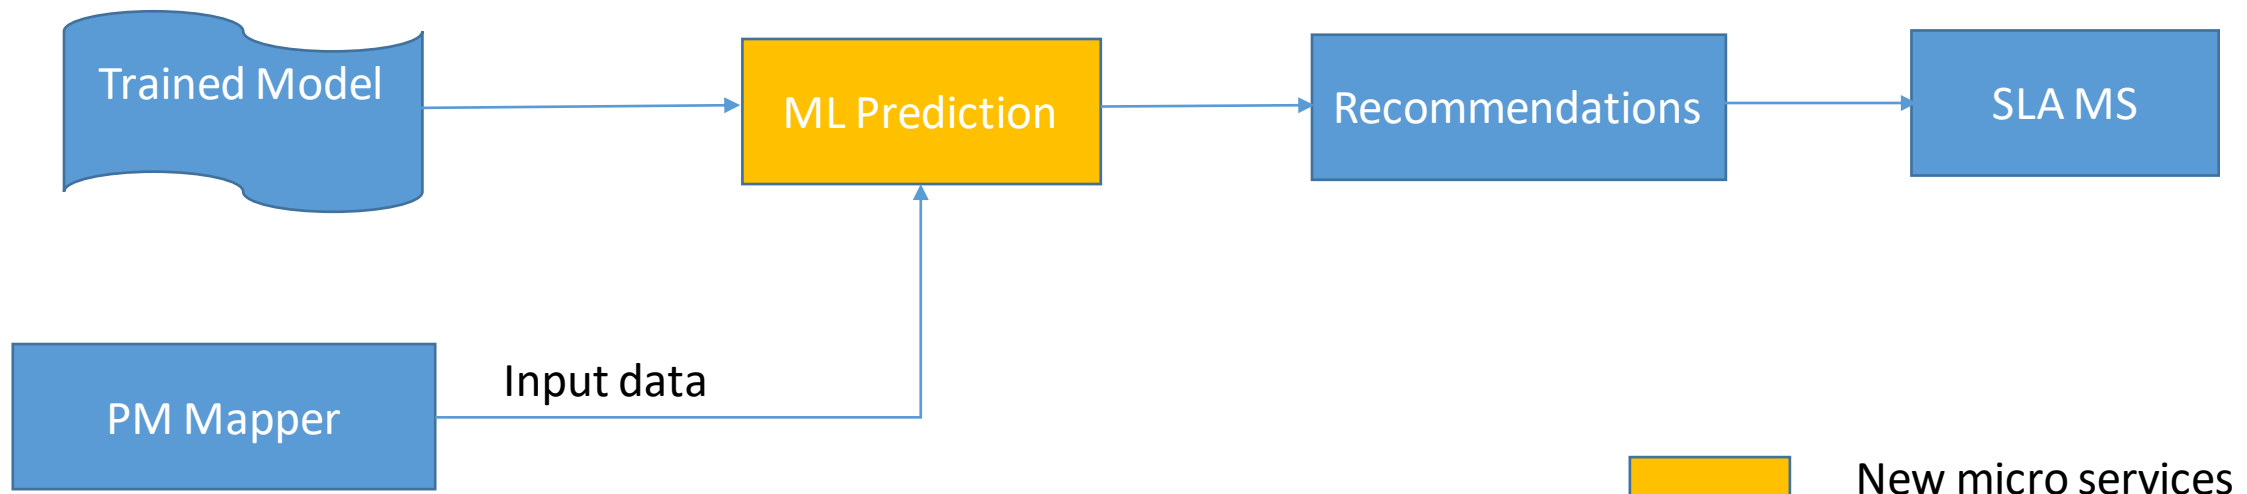 Trained Model
ML Prediction
Recommendations
SLA MS
Input data
PM Mapper
New micro services